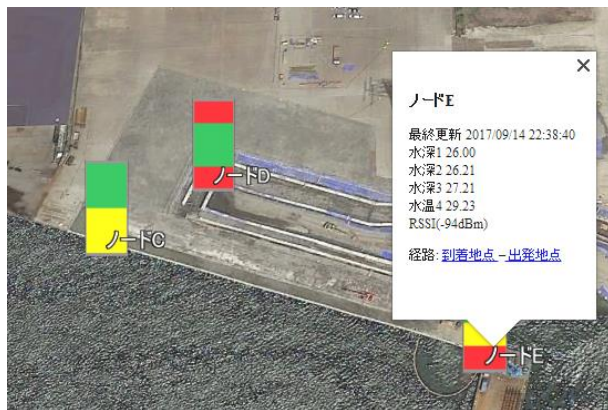 ノードE
最終更新 2017/09/14 22:38:40
水深1 26.00
水深2 26.21
水深3 27.21
水温4 29.23
RSSI(-94dBm)
経路: 到着地点 – 出発地点
ノードD
ノードC
ノードE